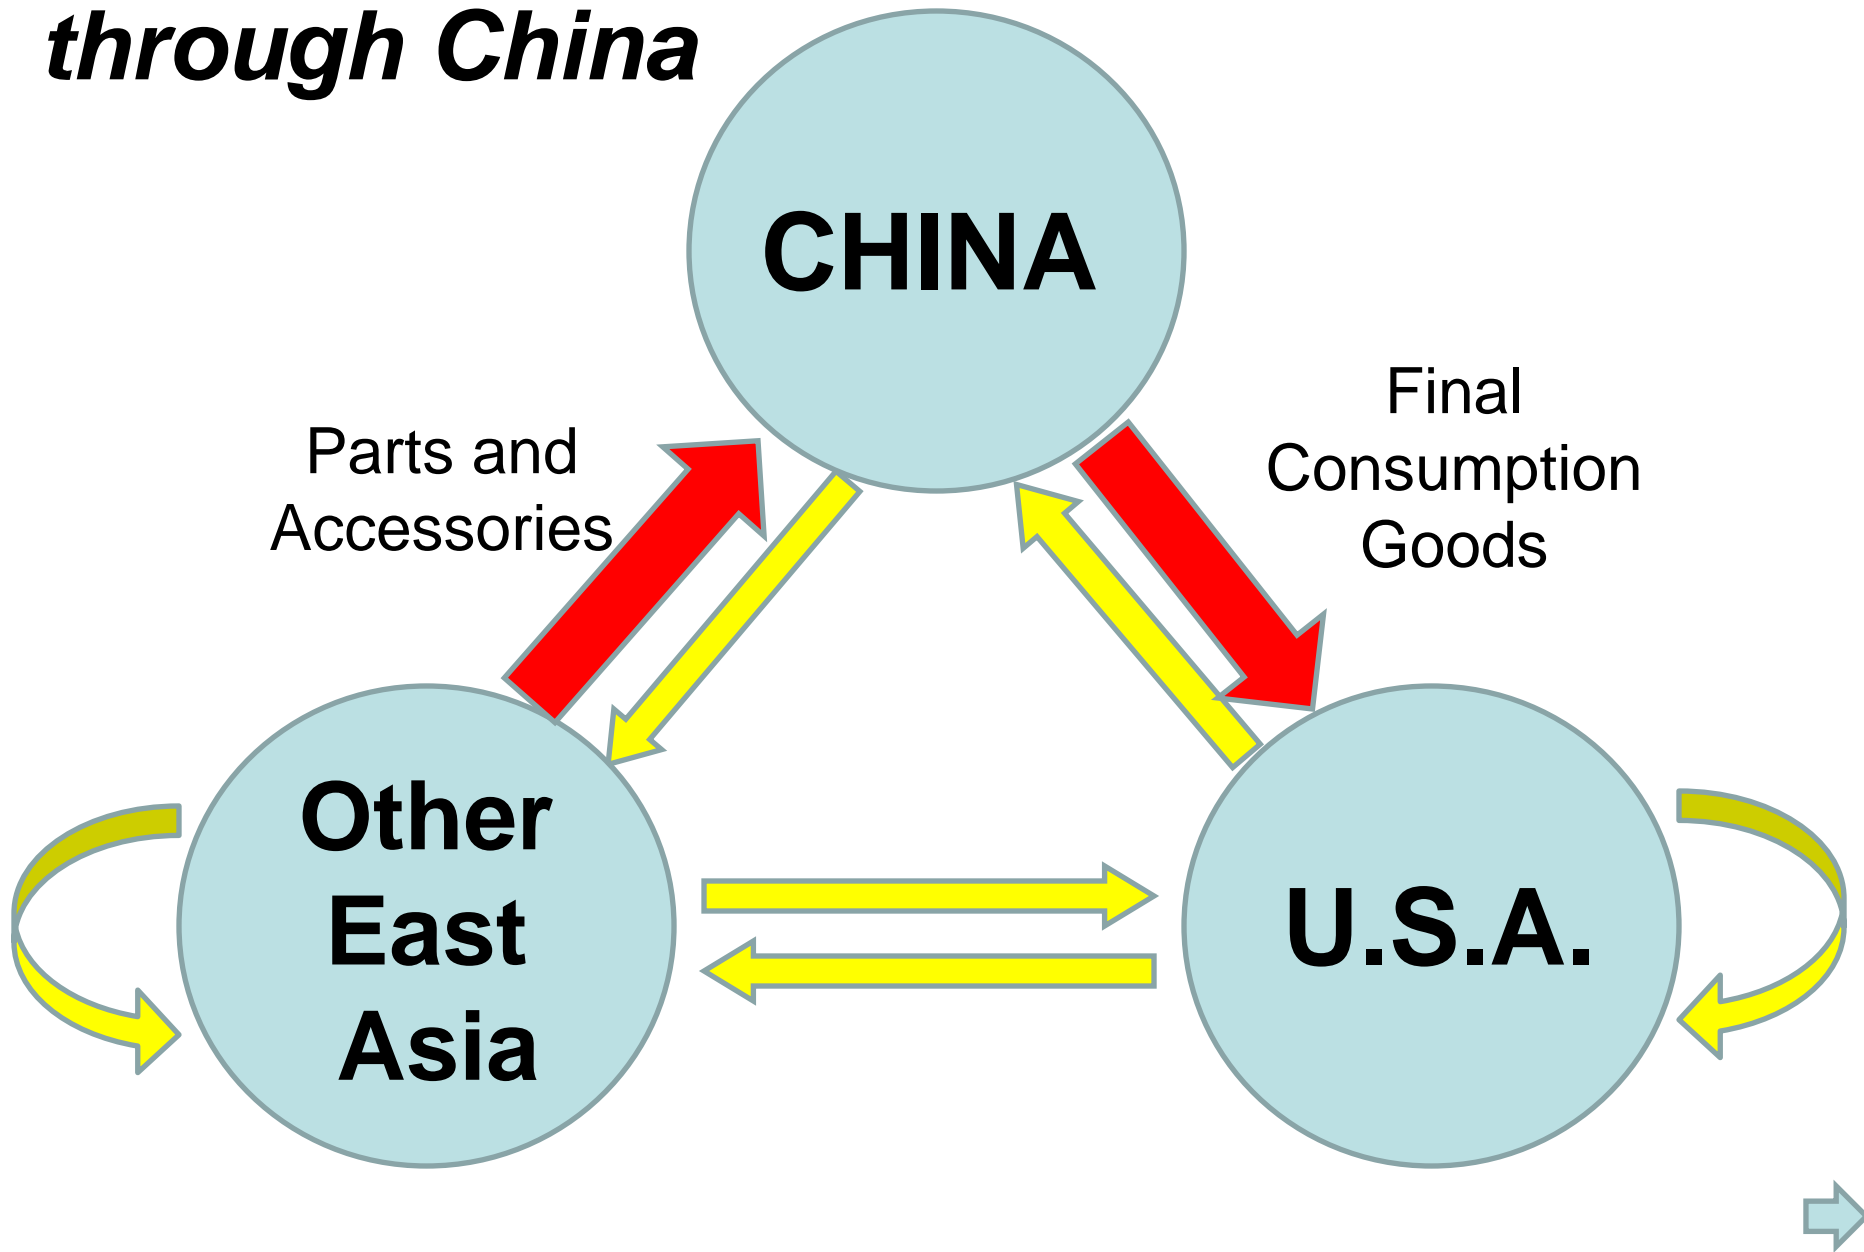 through China
CHINA
Parts and
Accessories
Final
Consumption
Goods
Other
East
Asia
U.S.A.